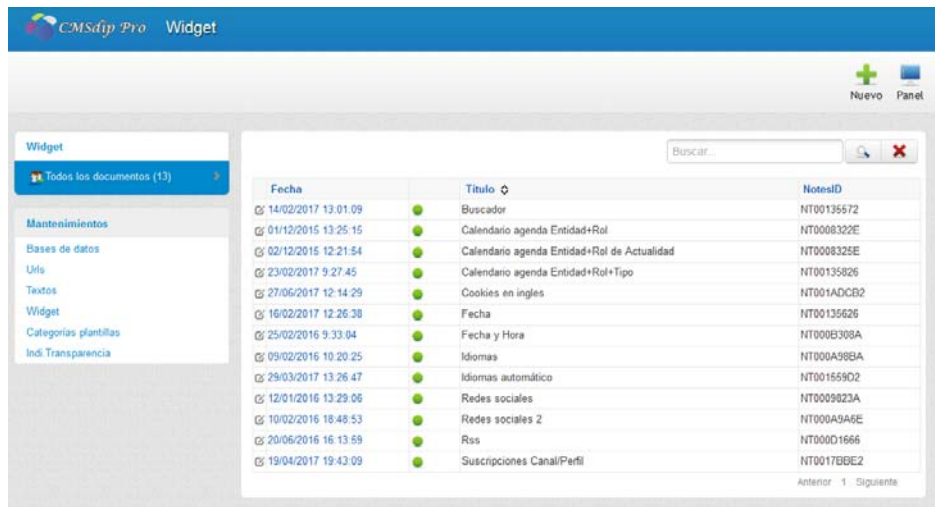 CMSdip Pro Widget
Nuevo Panel
Widget
Todos los documentos (13)
Mantenimientos
Bases de datos
Urls
Textos
Widget
Categorías plantillas
Indi.Transparencia
Buscar...
Fecha Título NotesID
14/02/2017 13.01.09 Buscador NT00135572
01/12/2015 13:25:15 Calendario agenda Entidad+Rol NT0008322E
02/12/2015 12:21:54 Calendario agenda Entidad+Rol de Actualidad NT0008325E
23/02/2017 9:27:45 Calendario agenda Entidad+Rol+Tipo NT00135826
27/06/2017 12:14:29 Cookies en ingles NT001ADCB2
16/02/2017 12:26:38 Fecha NT00135626
25/02/2016 9:33:04 Fecha y Hora NT000B308A
09/02/2016 10:20:25 Idiomas NT000A98BA
29/03/2017 13:26:47 Idiomas automático NT001559D2
12/01/2016 13:29:06 Redes sociales NT0009823A
10/02/2016 18:48:53 Redes sociales 2 NT000A9A6E
20/06/2016 16:13:59 Rss NT000D1666
19/04/2017 19:43:09 Suscripciones Canal/Perfil NT0017BBE2
Anterior 1 Siguiente